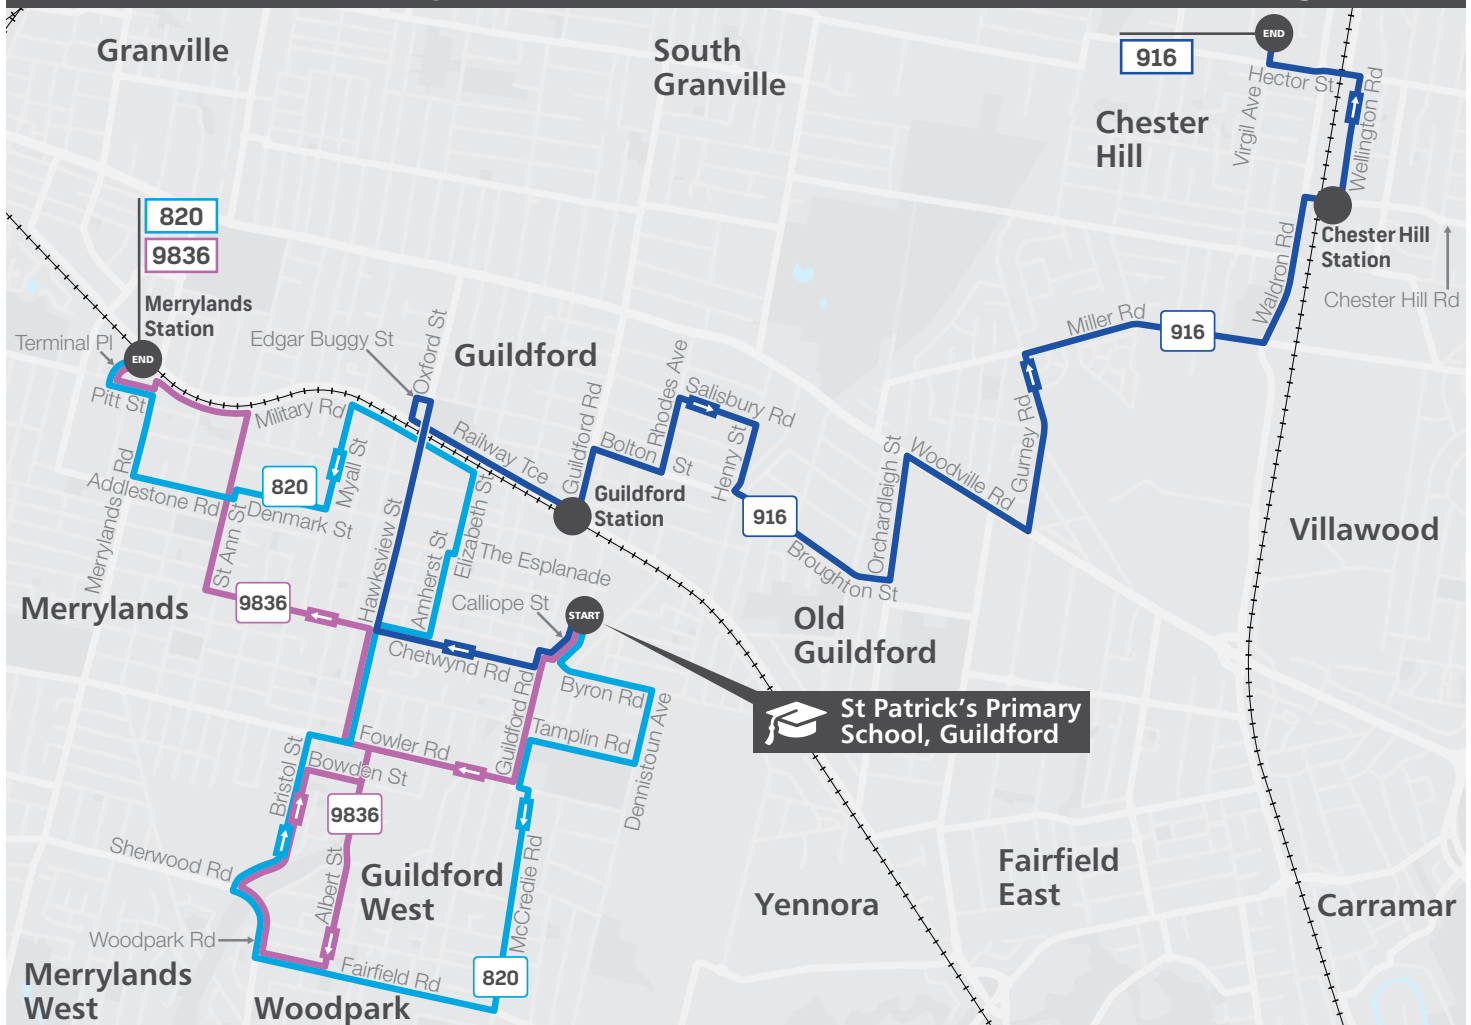 Granville
South
Granville
END
916
Hector St
Virgil Ave
Wellington Rd
Chester
Hill
820
9836
Merrylands
Station
Chester Hill
Station
Chester Hill Rd
Waldron Rd
Miller Rd
916
Terminal Pl
END
Pitt St
Edgar Buggy St
Oxford St
Guildford
Military Rd
Railway Tce
Guildford Rd
Bolton St
Rhodes Ave
Salisbury Rd
Henry St
916
Guildford
Station
Orchardleigh St
Woodville Rd
Gurney Rd
Broughton St
Villawood
Merrylands Rd
Addlestone Rd
820
Myall St
Denmark St
St Ann St
Hawksview St
Amherst St
Elizabeth St
The Esplanade
Calliope St
START
Merrylands
9836
Chetwynd Rd
Old
Guildford
Byron Rd
Tamplin Rd
Dennistoun Ave
Guildford Rd
St Patrick's Primary
School, Guildford
Fowler Rd
Bowden St
Bristol St
9836
Sherwood Rd
Albert St
Guildford
West
McCredie Rd
Yennora
Fairfield
East
Carramar
Woodpark Rd
Fairfield Rd
820
Merrylands
West
Woodpark